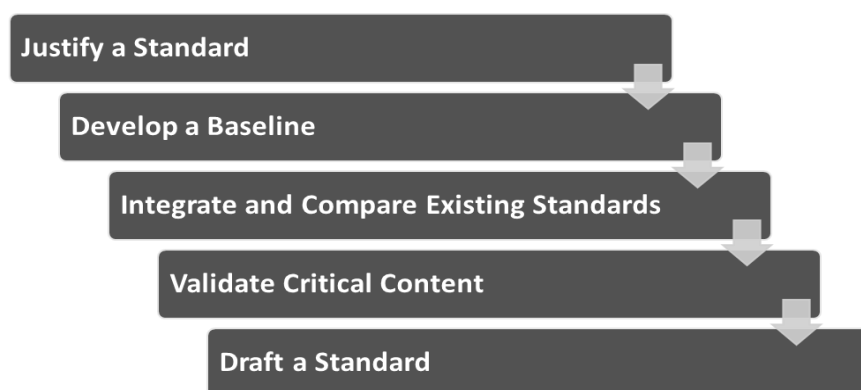 Justify a Standard
Develop a Baseline
Integrate and Compare Existing Standards
Validate Critical Content
Draft a Standard